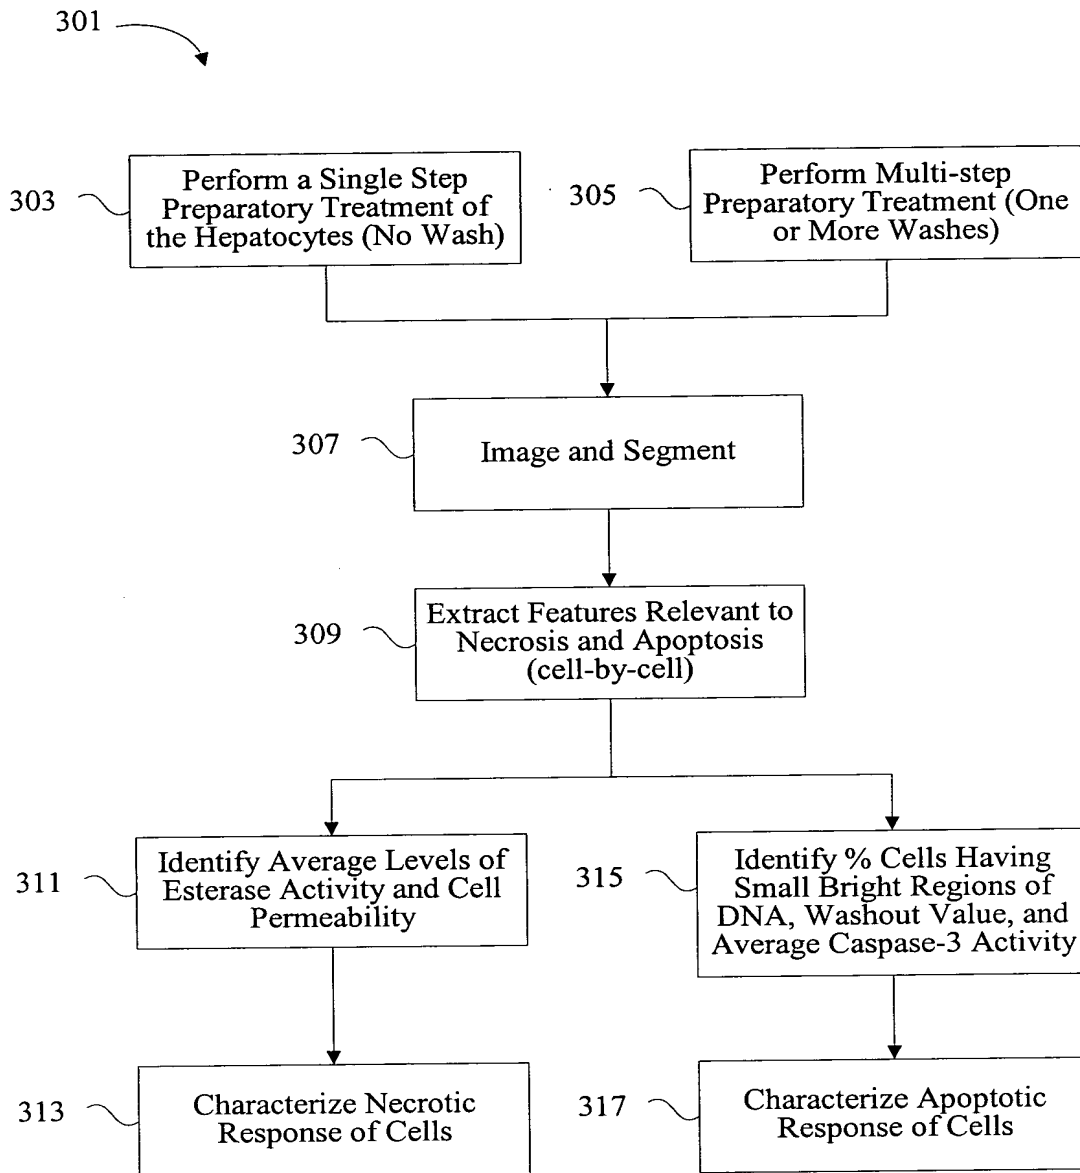 301
303
Perform a Single Step
Preparatory Treatment of
the Hepatocytes (No Wash)
305
Perform Multi-step
Preparatory Treatment (One
or More Washes)
307
Image and Segment
309
Extract Features Relevant to
Necrosis and Apoptosis
(cell-by-cell)
311
Identify Average Levels of
Esterase Activity and Cell
Permeability
315
Identify % Cells Having
Small Bright Regions of
DNA, Washout Value, and
Average Caspase-3 Activity
313
Characterize Necrotic
Response of Cells
317
Characterize Apoptotic
Response of Cells